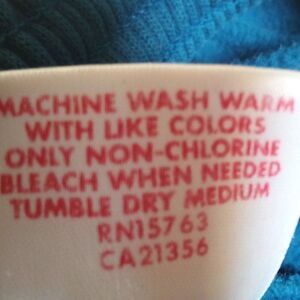 MACHINE WASH WARM
WITH LIKE COLORS
ONLY NON-CHLORINE
BLEACH WHEN NEEDED
TUMBLE DRY MEDIUM
RN15763
CA21356